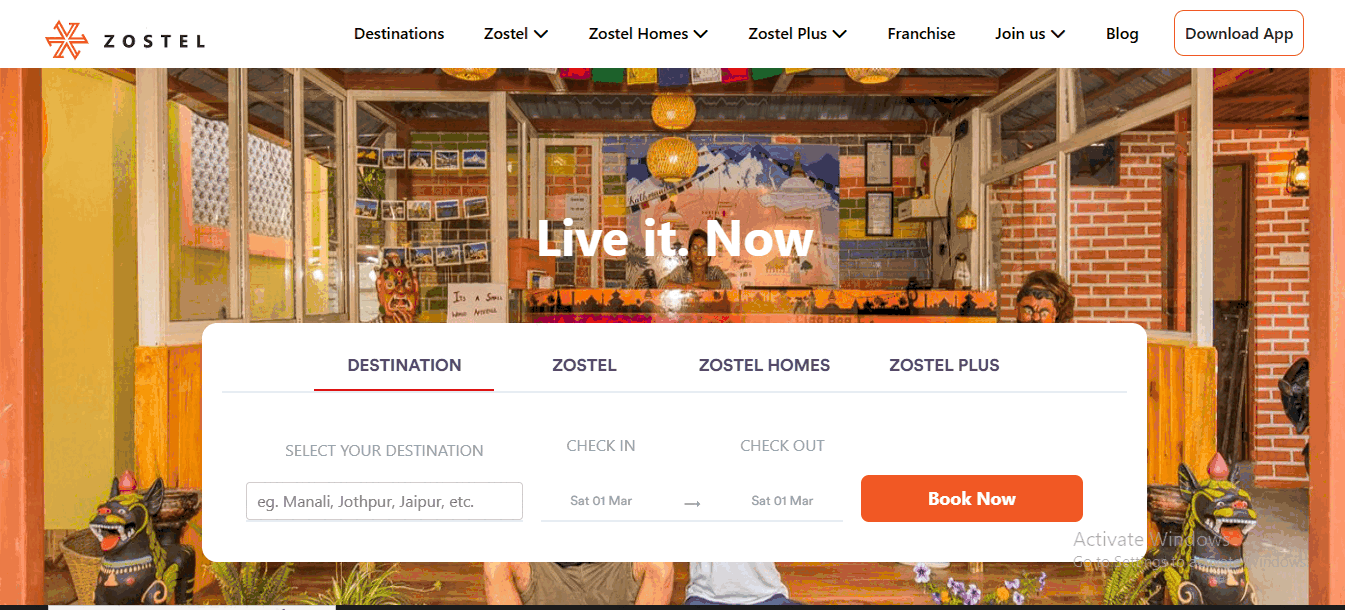 ZOSTEL
Destinations
Zostel
Zostel Homes
Zostel Plus
Franchise
Join us
Blog
Download App
Live it. Now
ITS A SMALL
WORLD AFTERALL
DESTINATION
ZOSTEL
ZOSTEL HOMES
ZOSTEL PLUS
SELECT YOUR DESTINATION
CHECK IN
CHECK OUT
eg. Manali, Jothpur, Jaipur, etc.
Sat 01 Mar
→
Sat 01 Mar
Book Now
Activate Windows
Go to Settings to activate Windows.